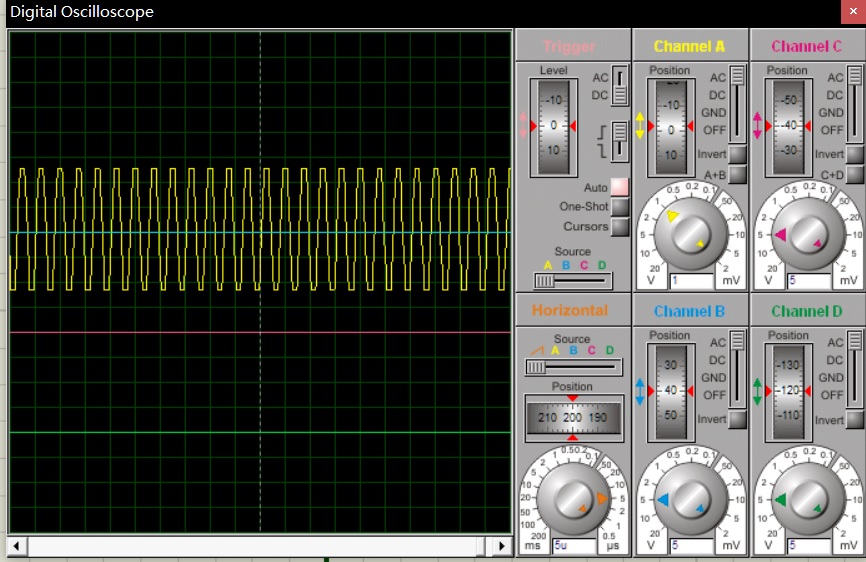 Digital Oscilloscope
Trigger
Level
-10
0
10
AC
DC
Auto
One-Shot
Cursors
Source
A B C D
Channel A
Position
-10
0
10
AC
DC
GND
OFF
Invert
A+B
20 10 5 2 1 0.5 0.2 0.1 50 20 10 5 2
V 1 mV
Channel C
Position
-50
-40
-30
AC
DC
GND
OFF
Invert
C+D
20 10 5 2 1 0.5 0.2 0.1 50 20 10 5 2
V 5 mV
Horizontal
Source
A B C D
Position
210 200 190
200 100 50 20 10 5 2 1 0.5 0.2 0.1 50 20 10 5 2 1 0.5
ms 5u µs
Channel B
Position
30
40
50
AC
DC
GND
OFF
Invert
20 10 5 2 1 0.5 0.2 0.1 50 20 10 5 2
V 5 mV
Channel D
Position
-130
-120
-110
AC
DC
GND
OFF
Invert
20 10 5 2 1 0.5 0.2 0.1 50 20 10 5 2
V 5 mV